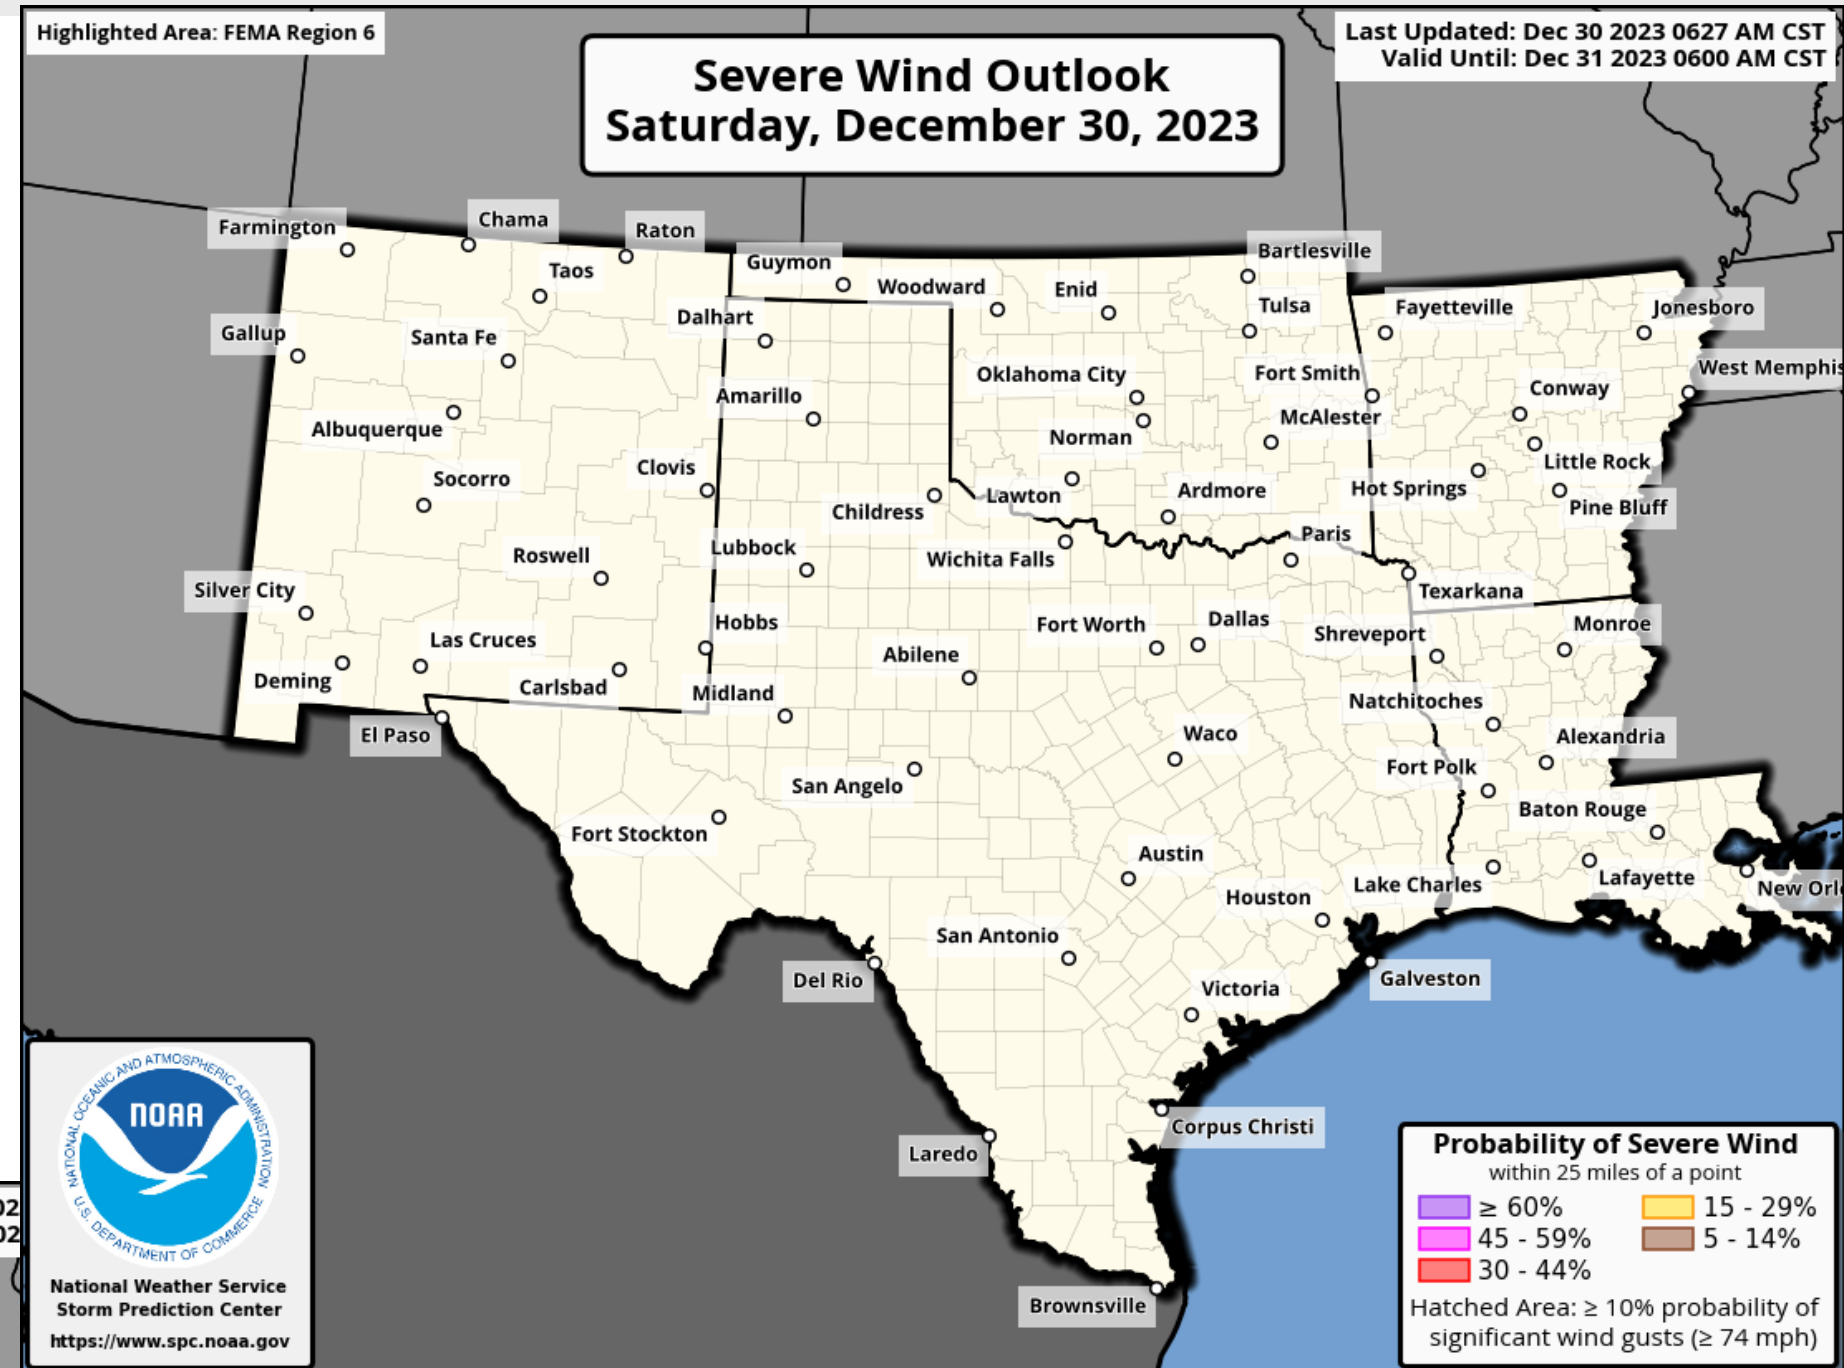 Highlighted Area: FEMA Region 6
Severe Wind Outlook
Saturday, December 30, 2023
Last Updated: Dec 30 2023 0627 AM CST
Valid Until: Dec 31 2023 0600 AM CST
Farmington
Chama
Raton
Taos
Guymon
Woodward
Enid
Bartlesville
Tulsa
Fayetteville
Jonesboro
Gallup
Santa Fe
Dalhart
Oklahoma City
Fort Smith
Conway
West Memphis
Albuquerque
Amarillo
Norman
McAlester
Little Rock
Socorro
Clovis
Childress
Lawton
Ardmore
Hot Springs
Pine Bluff
Roswell
Lubbock
Wichita Falls
Paris
Silver City
Texarkana
Las Cruces
Hobbs
Abilene
Fort Worth
Dallas
Shreveport
Monroe
Deming
Carlsbad
Midland
Natchitoches
El Paso
San Angelo
Waco
Fort Polk
Alexandria
Fort Stockton
Baton Rouge
Austin
Houston
Lake Charles
Lafayette
New Orl
San Antonio
Del Rio
Victoria
Galveston
Corpus Christi
Laredo
Brownsville
02
02
NATIONAL OCEANIC AND ATMOSPHERIC ADMINISTRATION
NOAA
U.S. DEPARTMENT OF COMMERCE
National Weather Service
Storm Prediction Center
https://www.spc.noaa.gov
Probability of Severe Wind
within 25 miles of a point
≥ 60% 15 - 29%
45 - 59% 5 - 14%
30 - 44%
Hatched Area: ≥ 10% probability of
significant wind gusts (≥ 74 mph)